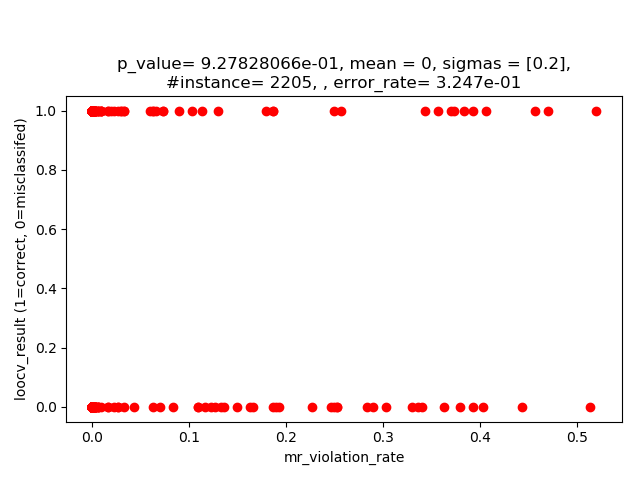 p_value= 9.27828066e-01, mean = 0, sigmas = [0.2],
#instance= 2205, , error_rate= 3.247e-01
1.0
0.8
0.6
0.4
0.2
0.0
loocv_result (1=correct, 0=misclassifed)
0.0 0.1 0.2 0.3 0.4 0.5
mr_violation_rate